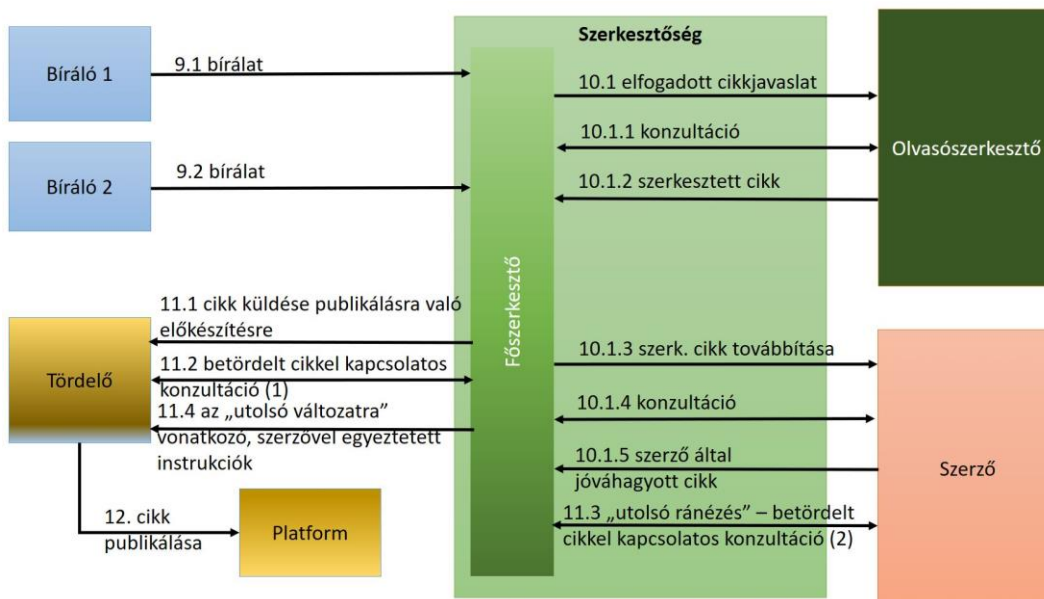 Szerkesztőség
Bíráló 1
9.1 bírálat
Bíráló 2
9.2 bírálat
Főszerkesztő
10.1 elfogadott cikkjavaslat
10.1.1 konzultáció
10.1.2 szerkesztett cikk
Olvasószerkesztő
11.1 cikk küldése publikálásra való
előkészítésre
11.2 betördelt cikkel kapcsolatos
konzultáció (1)
11.4 az „utolsó változatra”
vonatkozó, szerzővel egyeztetett
instrukciók
Tördelő
10.1.3 szerk. cikk továbbítása
10.1.4 konzultáció
10.1.5 szerző által
jóváhagyott cikk
11.3 „utolsó ránézés” – betördelt
cikkel kapcsolatos konzultáció (2)
Szerző
12. cikk
publikálása
Platform